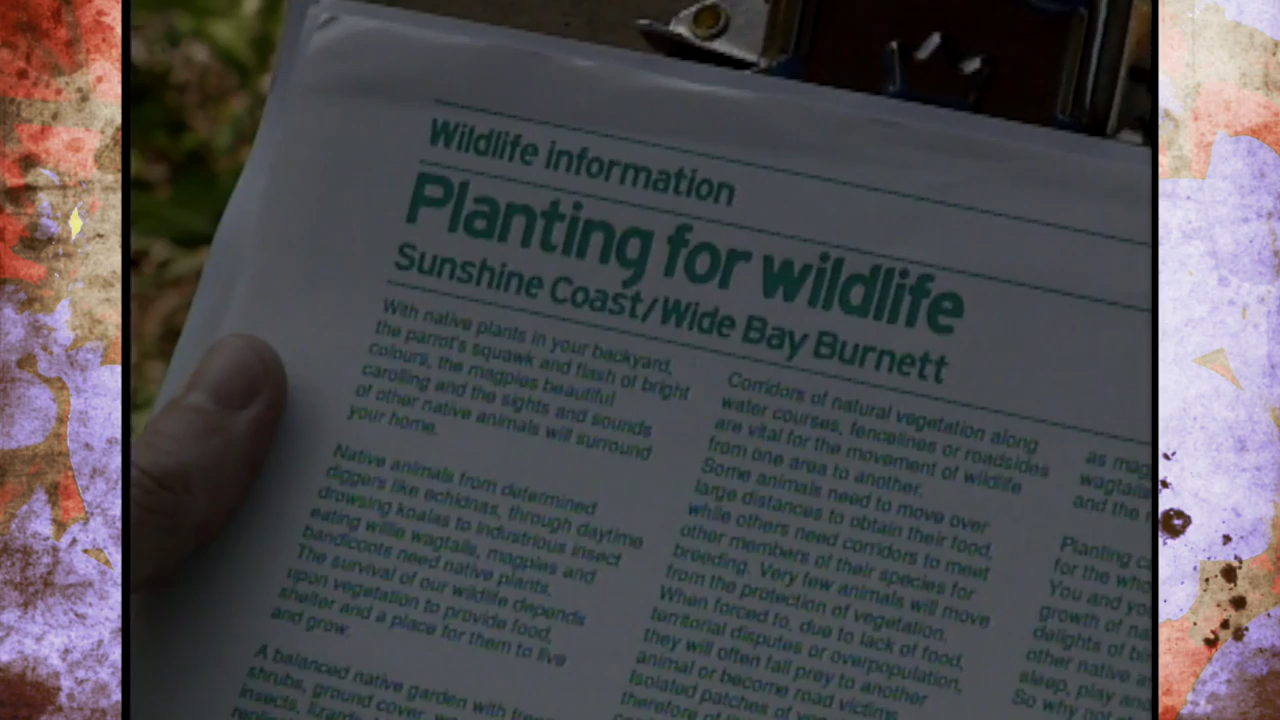 Wildlife information
Planting for wildlife
Sunshine Coast/Wide Bay Burnett
With native plants in your backyard,
the parrot's squawk and flash of bright
colours, the magpies beautiful
carolling and the sights and sounds
of other native animals will surround
your home.
Native animals from determined
diggers like echidnas, through daytime
drowsing koalas to industrious insect
eating willie wagtails, magpies and
bandicoots need native plants.
The survival of our wildlife depends
upon vegetation to provide food,
shelter and a place for them to live
and grow.
A balanced native garden with trees
shrubs, ground cover,
insects, lizards
Corridors of natural vegetation along
water courses, fencelines or roadsides
are vital for the movement of wildlife
from one area to another.
Some animals need to move over
large distances to obtain their food,
while others need corridors to meet
other members of their species for
breeding. Very few animals will move
from the protection of vegetation.
When forced to, due to lack of food,
territorial disputes or overpopulation,
they will often fall prey to another
animal or become road victims.
Isolated patches of
therefore of
as mag
wagtails
and the
Planting ca
for the who
You and yo
growth of na
delights of bi
other native a
sleep, play and
So why not